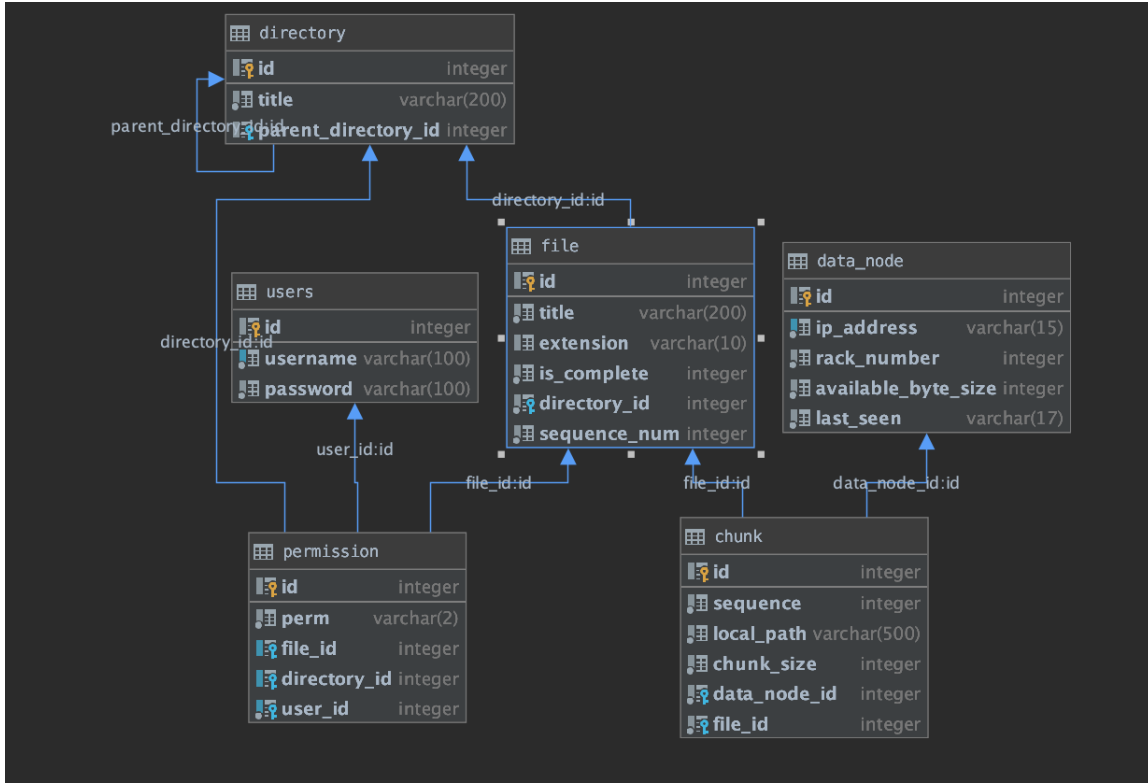 directory
id integer
title varchar(200)
parent_directory_id integer
parent_directory_id:id
directory_id:id
file
id integer
title varchar(200)
extension varchar(10)
is_complete integer
directory_id integer
sequence_num integer
data_node
id integer
ip_address varchar(15)
rack_number integer
available_byte_size integer
last_seen varchar(17)
users
id integer
username varchar(100)
password varchar(100)
directory_id:id
user_id:id
file_id:id
file_id:id
data_node_id:id
permission
id integer
perm varchar(2)
file_id integer
directory_id integer
user_id integer
chunk
id integer
sequence integer
local_path varchar(500)
chunk_size integer
data_node_id integer
file_id integer